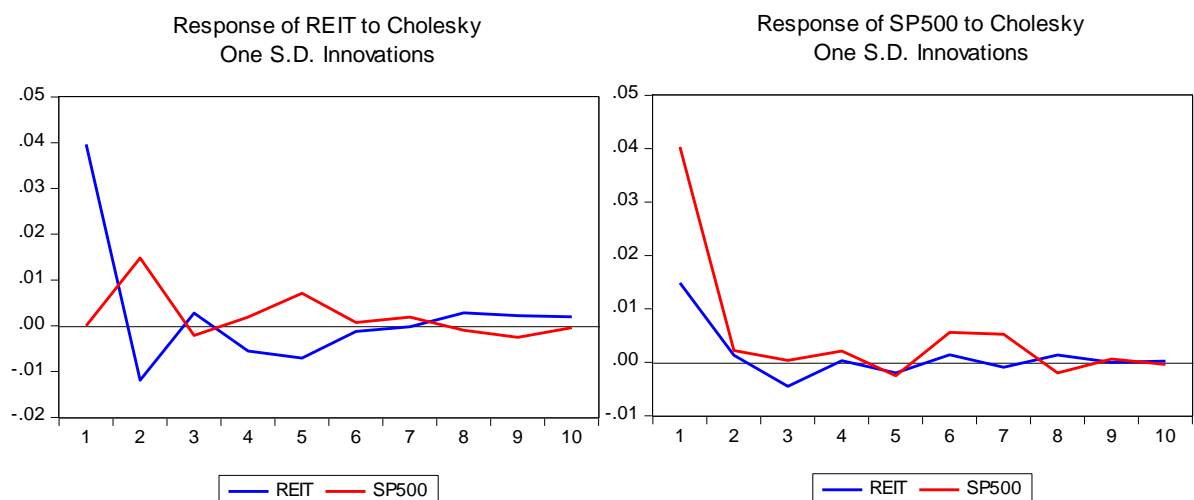 Response of REIT to Cholesky
One S.D. Innovations
.05
.04
.03
.02
.01
.00
-.01
-.02
1 2 3 4 5 6 7 8 9 10
REIT SP500
Response of SP500 to Cholesky
One S.D. Innovations
.05
.04
.03
.02
.01
.00
-.01
1 2 3 4 5 6 7 8 9 10
REIT SP500